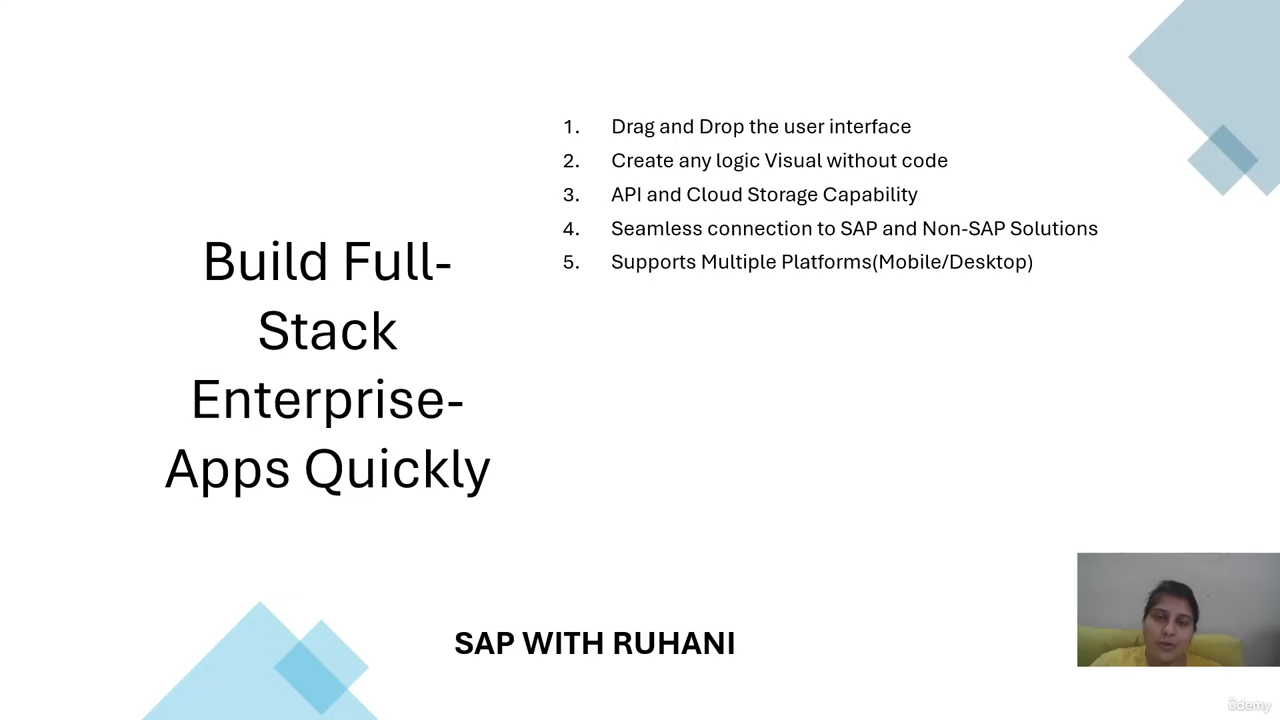 Build Full-
Stack
Enterprise-
Apps Quickly
1. Drag and Drop the user interface
2. Create any logic Visual without code
3. API and Cloud Storage Capability
4. Seamless connection to SAP and Non-SAP Solutions
5. Supports Multiple Platforms(Mobile/Desktop)
SAP WITH RUHANI
ûdemy